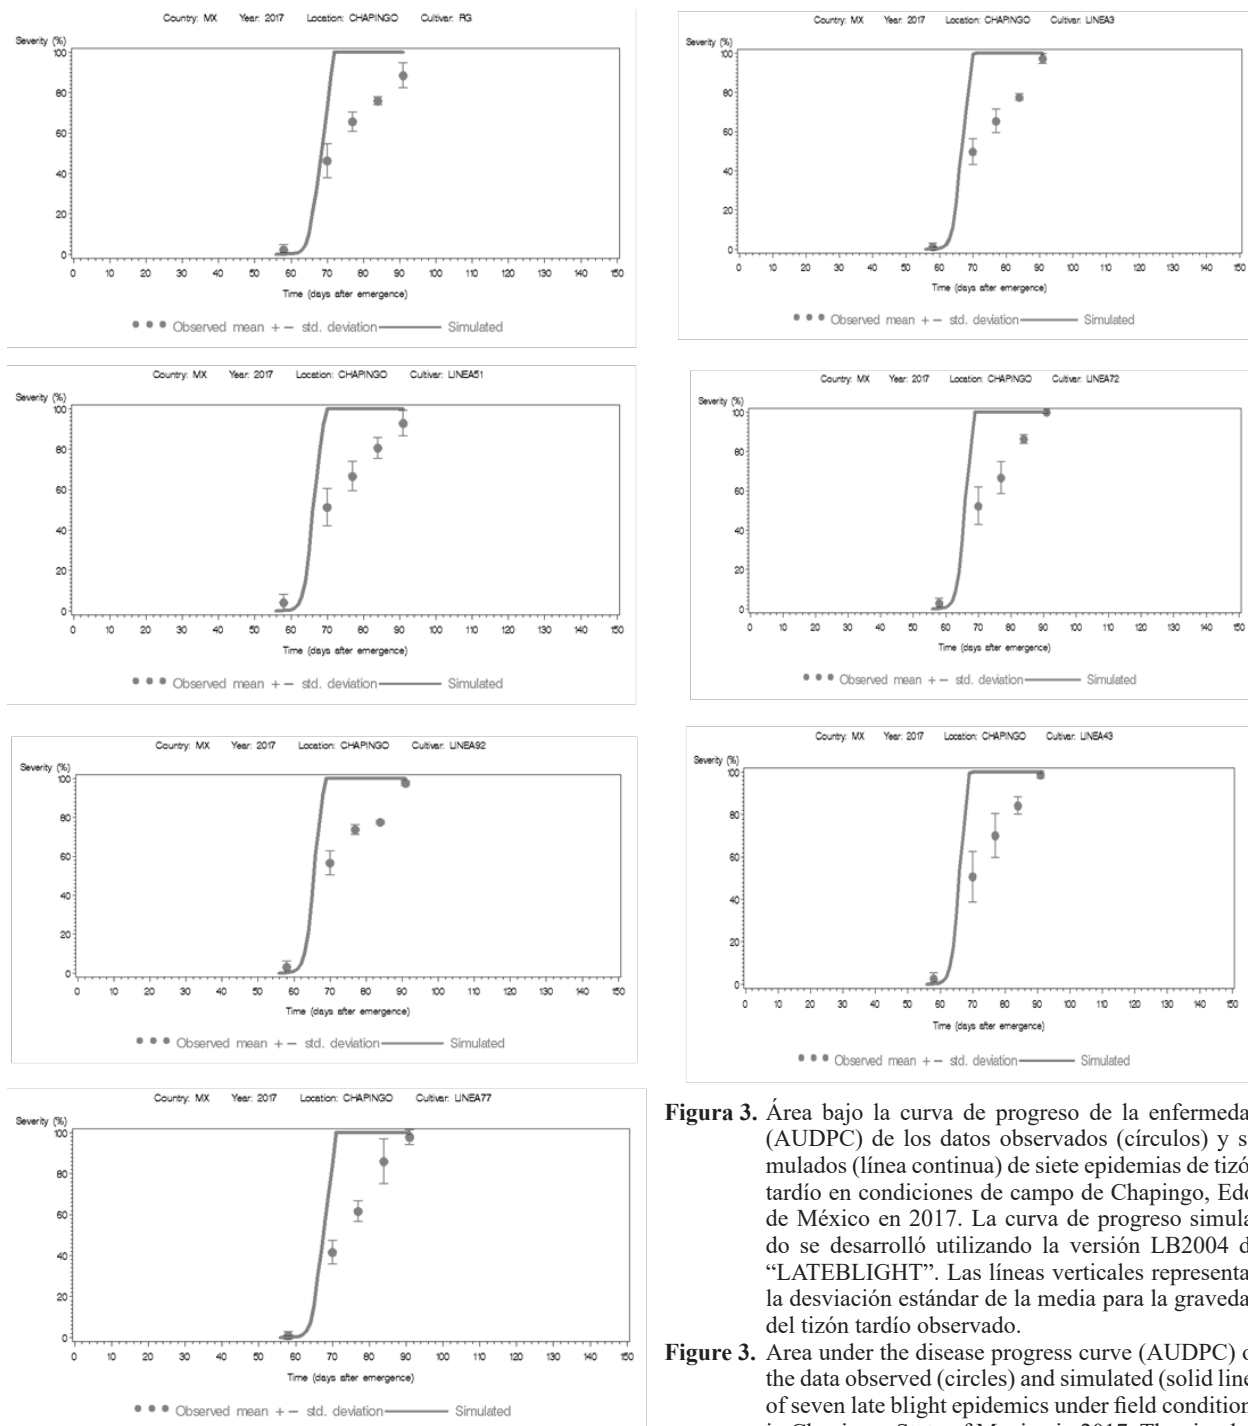 Country: MX Year: 2017 Location: CHAPINGO Cultivar: RG
Severity (%)
100
80
60
40
20
0
0 10 20 30 40 50 60 70 80 90 100 110 120 130 140 150
Time (days after emergence)
Observed mean + − std. deviation Simulated
Country: MX Year: 2017 Location: CHAPINGO Cultivar: LINEA3
Severity (%)
100
80
60
40
20
0
0 10 20 30 40 50 60 70 80 90 100 110 120 130 140 150
Time (days after emergence)
Observed mean + − std. deviation Simulated
Country: MX Year: 2017 Location: CHAPINGO Cultivar: LINEA51
Severity (%)
100
80
60
40
20
0
0 10 20 30 40 50 60 70 80 90 100 110 120 130 140 150
Time (days after emergence)
Observed mean + − std. deviation Simulated
Country: MX Year: 2017 Location: CHAPINGO Cultivar: LINEA72
Severity (%)
100
80
60
40
20
0
0 10 20 30 40 50 60 70 80 90 100 110 120 130 140 150
Time (days after emergence)
Observed mean + − std. deviation Simulated
Country: MX Year: 2017 Location: CHAPINGO Cultivar: LINEA92
Severity (%)
100
80
60
40
20
0
0 10 20 30 40 50 60 70 80 90 100 110 120 130 140 150
Time (days after emergence)
Observed mean + − std. deviation Simulated
Country: MX Year: 2017 Location: CHAPINGO Cultivar: LINEA43
Severity (%)
100
80
60
40
20
0
0 10 20 30 40 50 60 70 80 90 100 110 120 130 140 150
Time (days after emergence)
Observed mean + − std. deviation Simulated
Country: MX Year: 2017 Location: CHAPINGO Cultivar: LINEA77
Severity (%)
100
80
60
40
20
0
0 10 20 30 40 50 60 70 80 90 100 110 120 130 140 150
Time (days after emergence)
Observed mean + − std. deviation Simulated
Figura 3. Área bajo la curva de progreso de la enfermeda
(AUDPC) de los datos observados (círculos) y s
mulados (línea continua) de siete epidemias de tizó
tardío en condiciones de campo de Chapingo, Edo
de México en 2017. La curva de progreso simula
do se desarrolló utilizando la versión LB2004 d
“LATEBLIGHT”. Las líneas verticales representa
la desviación estándar de la media para la graveda
del tizón tardío observado.
Figure 3. Area under the disease progress curve (AUDPC) o
the data observed (circles) and simulated (solid line
of seven late blight epidemics under field condition